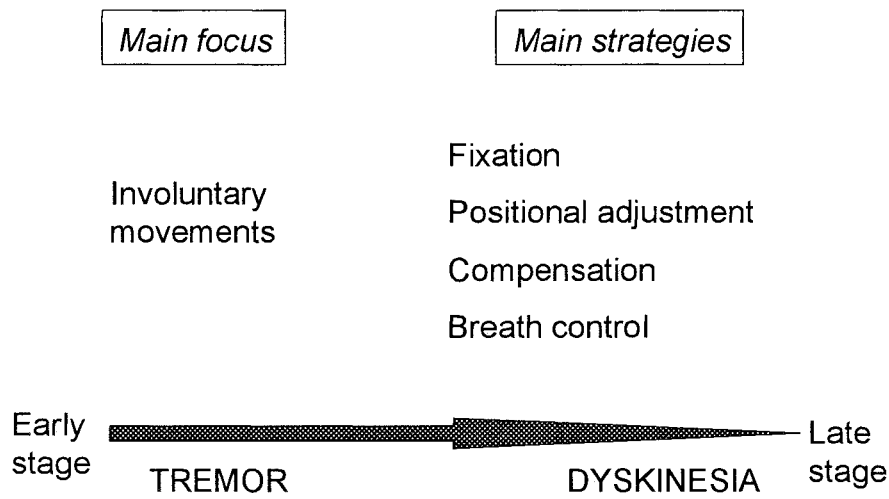 Main focus
Main strategies
Involuntary
movements
Fixation
Positional adjustment
Compensation
Breath control
Early
stage
TREMOR
DYSKINESIA
Late
stage